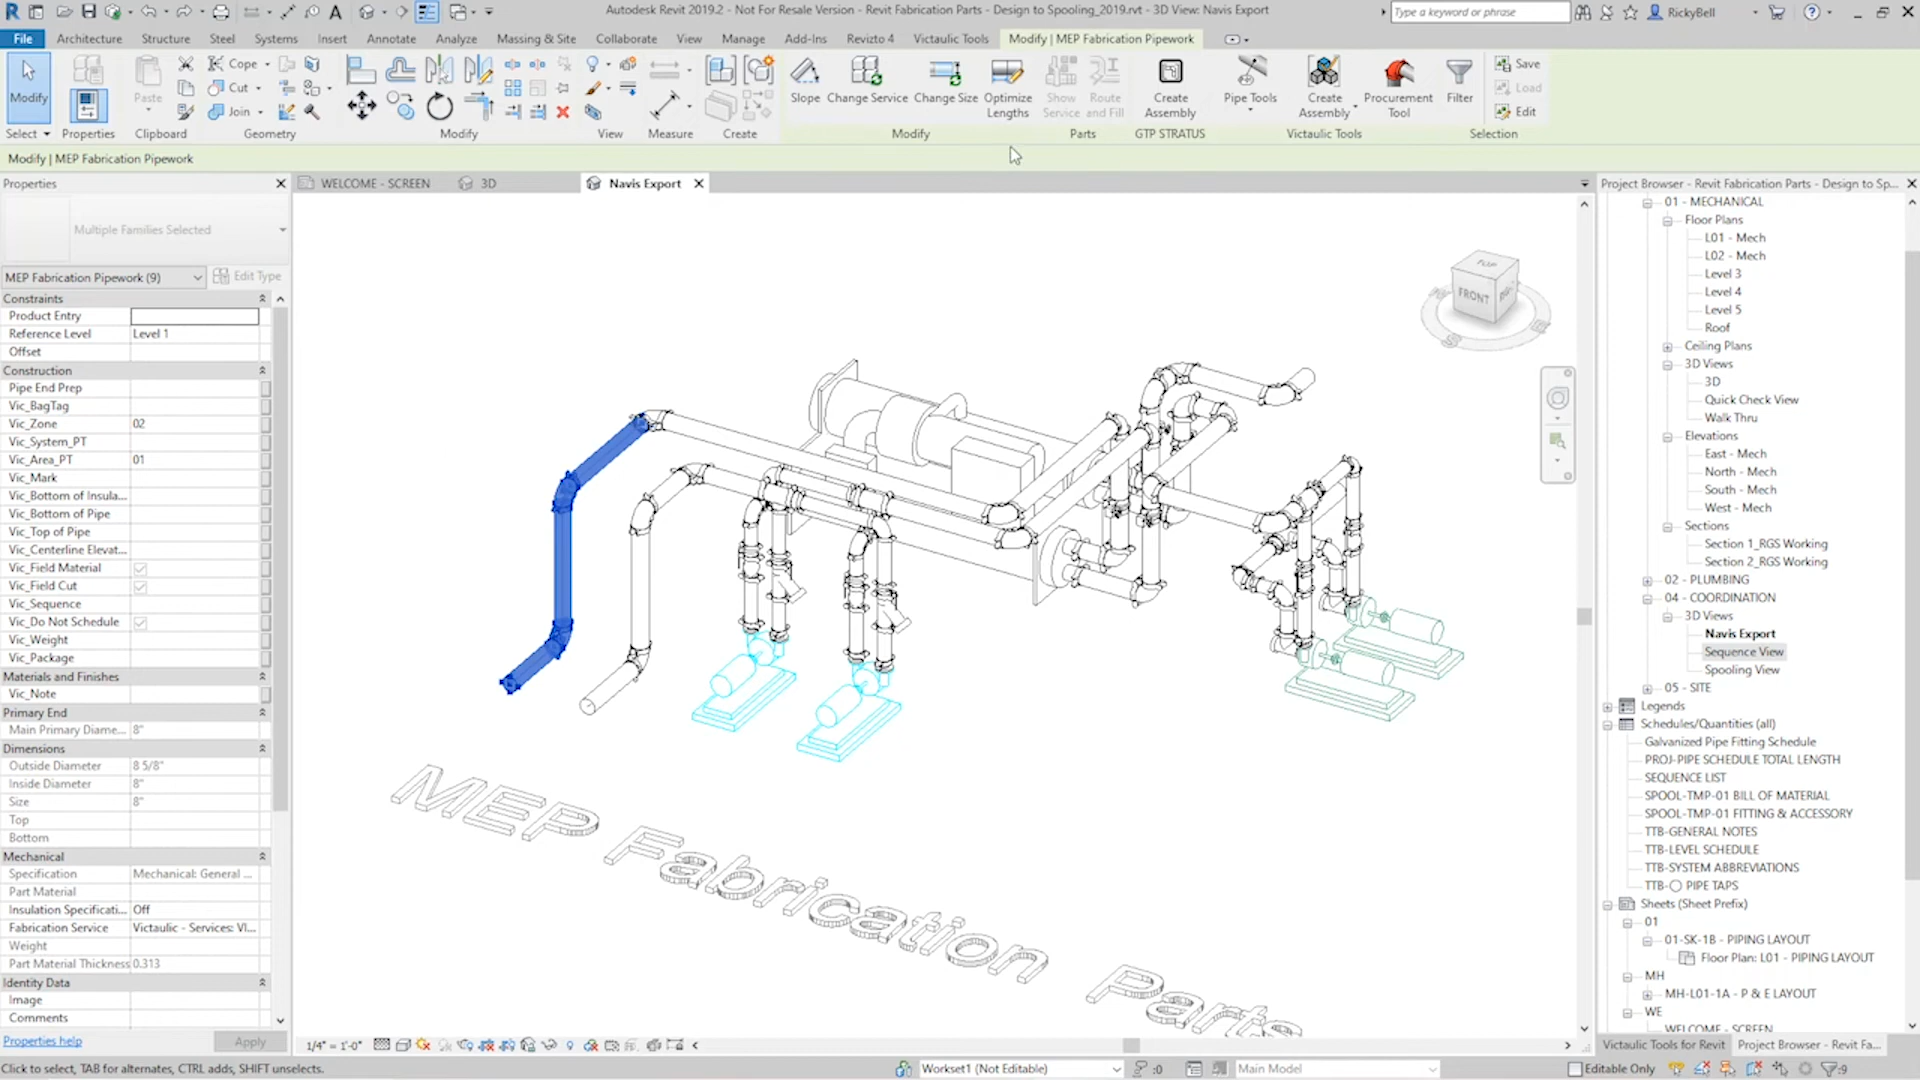 Autodesk Revit 2019.2 - Not For Resale Version - Revit Fabrication Parts - Design to Spooling_2019.rvt - 3D View: Navis Export
Type a keyword or phrase
RickyBell
File Architecture Structure Steel Systems Insert Annotate Analyze Massing & Site Collaborate View Manage Add-Ins Revizto 4 Victaulic Tools Modify | MEP Fabrication Pipework
Modify
Paste
Cope
Cut
Join
Slope
Change Service
Change Size
Optimize Lengths
Show Service
Route and Fill
Create Assembly
Pipe Tools
Create Assembly
Procurement Tool
Filter
Save
Load
Edit
Select Properties Clipboard Geometry Modify View Measure Create Modify Parts GTP STRATUS Victaulic Tools Selection
Modify | MEP Fabrication Pipework
Properties
Multiple Families Selected
MEP Fabrication Pipework (9) Edit Type
Constraints
Product Entry
Reference Level Level 1
Offset
Construction
Pipe End Prep
Vic_BagTag
Vic_Zone 02
Vic_System_PT
Vic_Area_PT 01
Vic_Mark
Vic_Bottom of Insula...
Vic_Bottom of Pipe
Vic_Top of Pipe
Vic_Centerline Elevat...
Vic_Field Material
Vic_Field Cut
Vic_Sequence
Vic_Do Not Schedule
Vic_Weight
Vic_Package
Materials and Finishes
Vic_Note
Primary End
Main Primary Diame... 8"
Dimensions
Outside Diameter 8 5/8"
Inside Diameter 8"
Size 8"
Top
Bottom
Mechanical
Specification Mechanical: General ...
Part Material
Insulation Specificati... Off
Fabrication Service Victaulic - Services: VI...
Weight
Part Material Thickness 0.313
Identity Data
Image
Comments
Properties help Apply
WELCOME - SCREEN 3D Navis Export
TOP
FRONT
MEP Fabrication Parts
1/4" = 1'-0"
Project Browser - Revit Fabrication Parts - Design to Sp...
01 - MECHANICAL
Floor Plans
L01 - Mech
L02 - Mech
Level 3
Level 4
Level 5
Roof
Ceiling Plans
3D Views
3D
Quick Check View
Walk Thru
Elevations
East - Mech
North - Mech
South - Mech
West - Mech
Sections
Section 1_RGS Working
Section 2_RGS Working
02 - PLUMBING
04 - COORDINATION
3D Views
Navis Export
Sequence View
Spooling View
05 - SITE
Legends
Schedules/Quantities (all)
Galvanized Pipe Fitting Schedule
PROJ-PIPE SCHEDULE TOTAL LENGTH
SEQUENCE LIST
SPOOL-TMP-01 BILL OF MATERIAL
SPOOL-TMP-01 FITTING & ACCESSORY
TTB-GENERAL NOTES
TTB-LEVEL SCHEDULE
TTB-SYSTEM ABBREVIATIONS
TTB-◯ PIPE TAPS
Sheets (Sheet Prefix)
01
01-SK-1B - PIPING LAYOUT
Floor Plan: L01 - PIPING LAYOUT
MH
MH-L01-1A - P & E LAYOUT
WE
WELCOME - SCREEN
Victaulic Tools for Revit Project Browser - Revit Fa...
Click to select, TAB for alternates, CTRL adds, SHIFT unselects.
Workset1 (Not Editable) :0 Main Model Editable Only :9